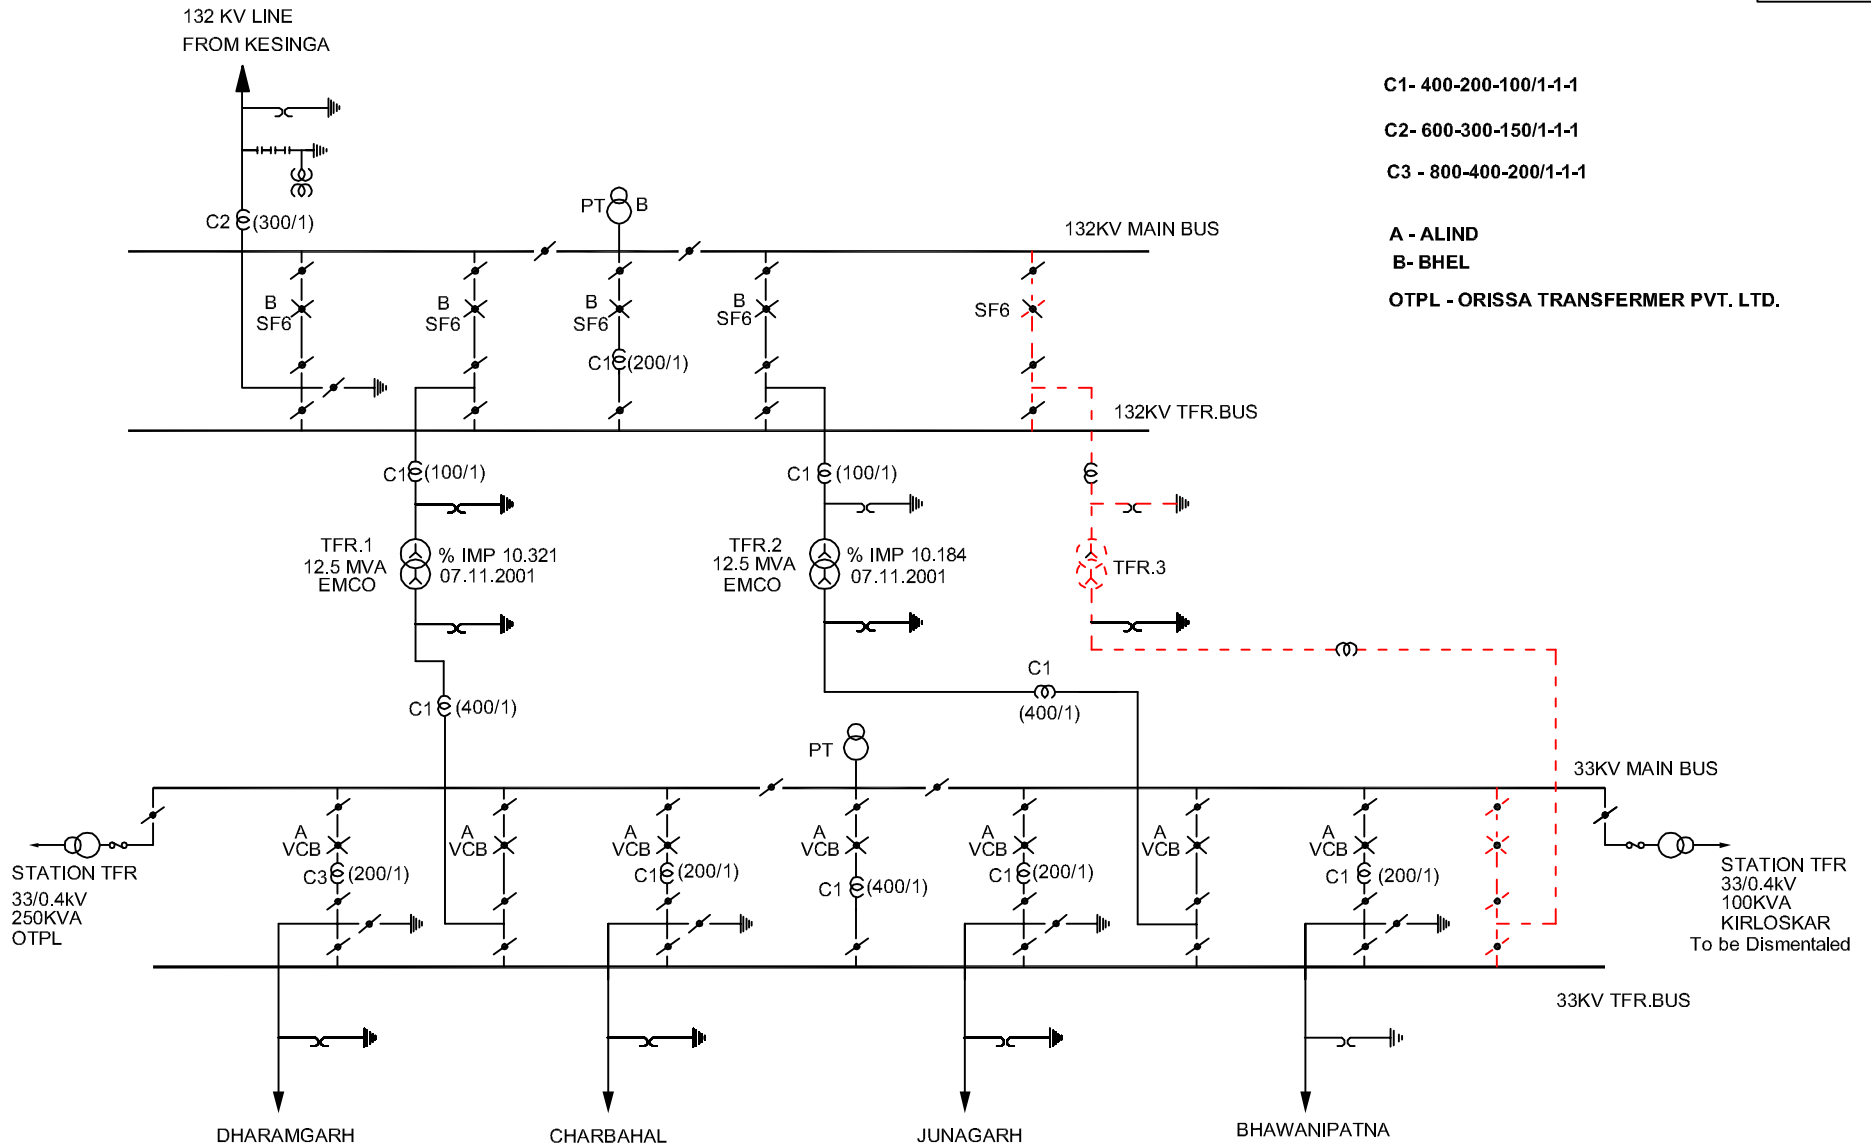 132 KV LINE
FROM KESINGA
C1- 400-200-100/1-1-1
C2- 600-300-150/1-1-1
C3 - 800-400-200/1-1-1
A - ALIND
B- BHEL
OTPL - ORISSA TRANSFERMER PVT. LTD.
PT B
C2 (300/1)
132KV MAIN BUS
B
SF6
B
SF6
B
SF6
B
SF6
SF6
C1 (200/1)
132KV TFR.BUS
C1 (100/1)
C1 (100/1)
TFR.1
12.5 MVA
EMCO
% IMP 10.321
07.11.2001
TFR.2
12.5 MVA
EMCO
% IMP 10.184
07.11.2001
TFR.3
C1 (400/1)
C1
(400/1)
PT
33KV MAIN BUS
A
VCB
A
VCB
A
VCB
A
VCB
A
VCB
A
VCB
A
VCB
C3 (200/1)
C1 (200/1)
C1 (400/1)
C1 (200/1)
C1 (200/1)
STATION TFR
33/0.4kV
250KVA
OTPL
STATION TFR
33/0.4kV
100KVA
KIRLOSKAR
To be Dismentaled
33KV TFR.BUS
DHARAMGARH
CHARBAHAL
JUNAGARH
BHAWANIPATNA